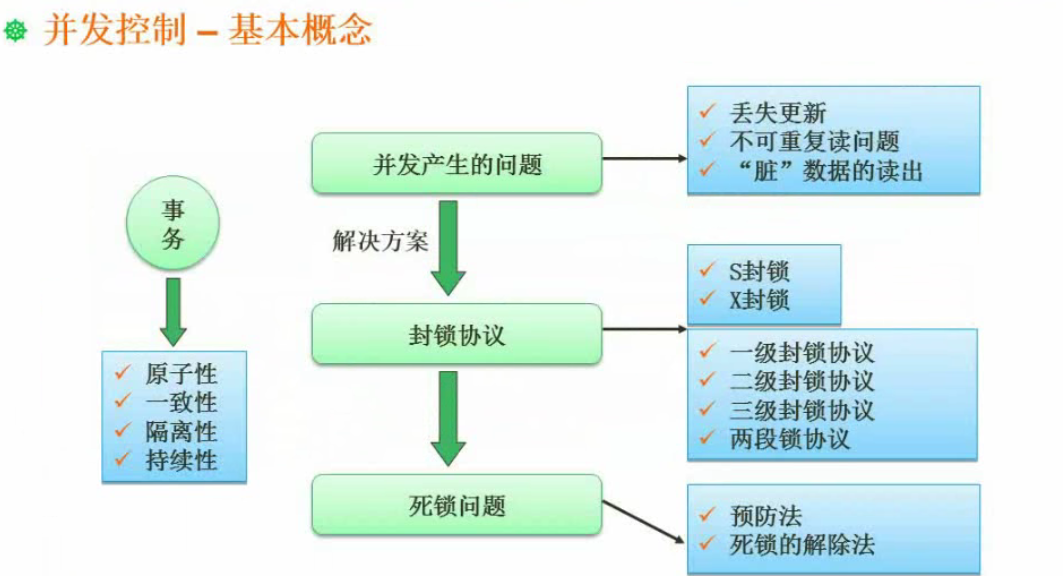 并发控制 – 基本概念
事
务
原子性
一致性
隔离性
持续性
并发产生的问题
丢失更新
不可重复读问题
“脏”数据的读出
解决方案
封锁协议
S封锁
X封锁
一级封锁协议
二级封锁协议
三级封锁协议
两段锁协议
死锁问题
预防法
死锁的解除法